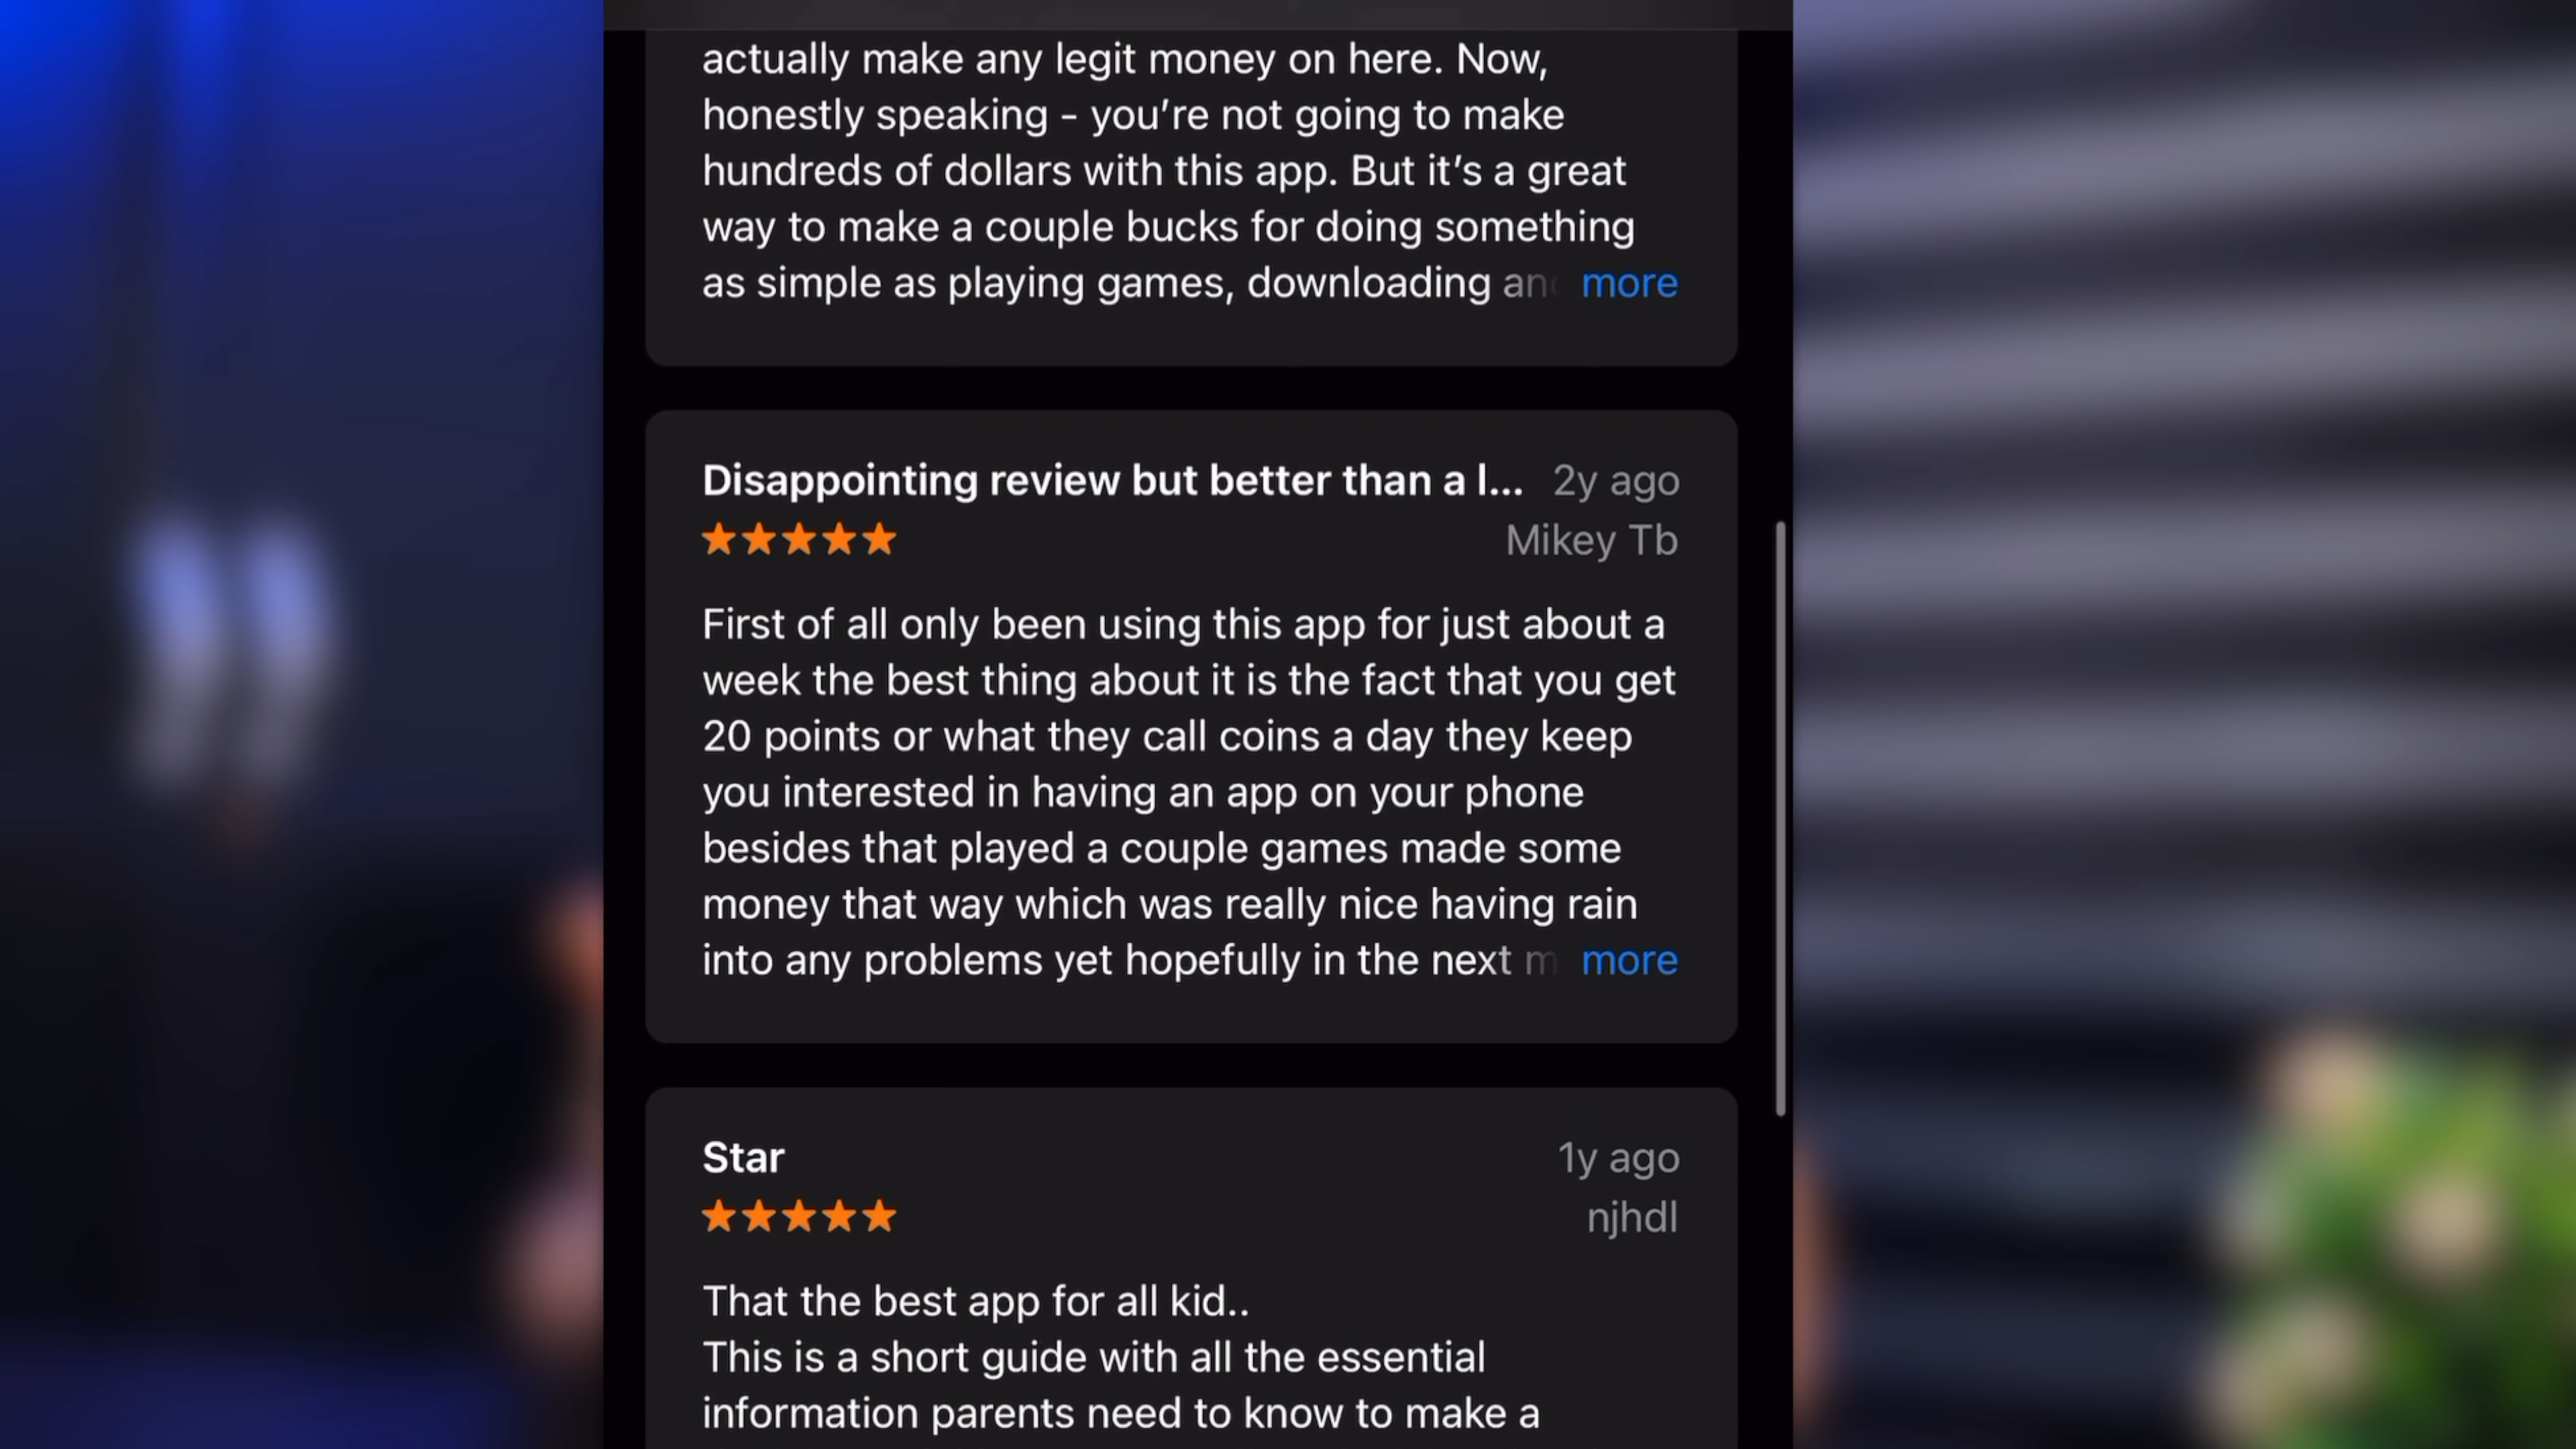 actually make any legit money on here. Now,
honestly speaking - you're not going to make
hundreds of dollars with this app. But it's a great
way to make a couple bucks for doing something
as simple as playing games, downloading more
Disappointing review but better than a l... 2y ago
Mikey Tb
First of all only been using this app for just about a
week the best thing about it is the fact that you get
20 points or what they call coins a day they keep
you interested in having an app on your phone
besides that played a couple games made some
money that way which was really nice having rain
into any problems yet hopefully in the next more
Star 1y ago
njhdl
That the best app for all kid..
This is a short guide with all the essential
information parents need to know to make a